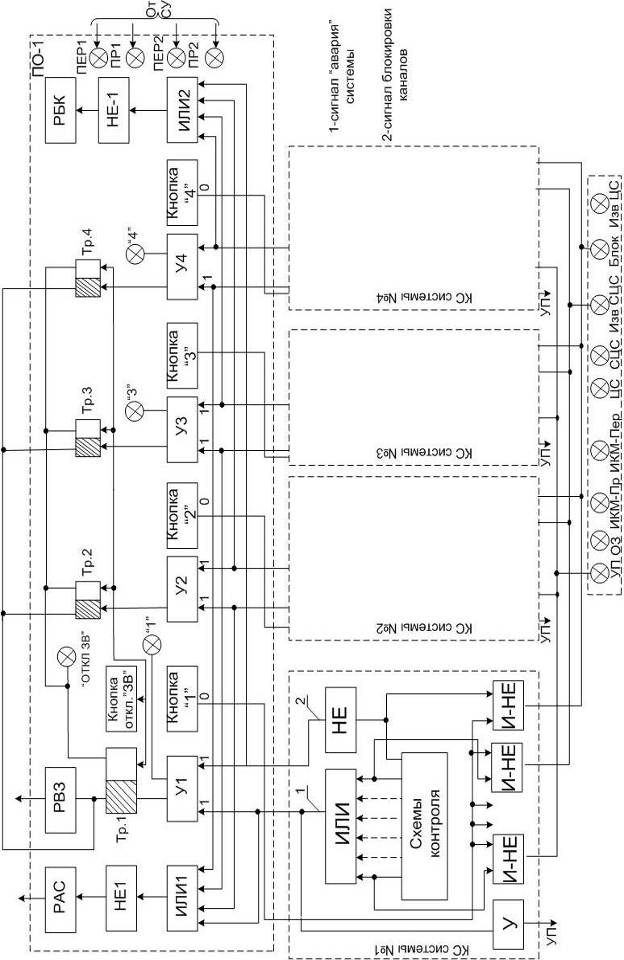 ПО-1
РАС
НЕ1
ИЛИ1
РВЗ
Тр.1
У1
1
1
"1"
"ОТКЛ ЗВ"
Кнопка
откл."ЗВ"
Кнопка
"1"
0
Тр.2
У2
1
1
Кнопка
"2"
0
Тр.3
"3"
У3
1
1
Кнопка
"3"
Тр.4
"4"
У4
1
Кнопка
"4"
0
РБК
НЕ-1
ИЛИ2
ПЕР1
ПР1
ПЕР2
ПР2
От
СУ
1-сигнал "авария"
системы
2-сигнал блокировки
каналов
КС системы №1
1
ИЛИ
2
НЕ
Схемы
контроля
У
И-НЕ
И-НЕ
И-НЕ
УП
КС системы №2
УП
КС системы №3
УП
КС системы №4
УП
УП
ОЗ
ИКМ-Пр
ИКМ-Пер
ЦС
СЦС
Изв СЦС
Блок
Изв ЦС